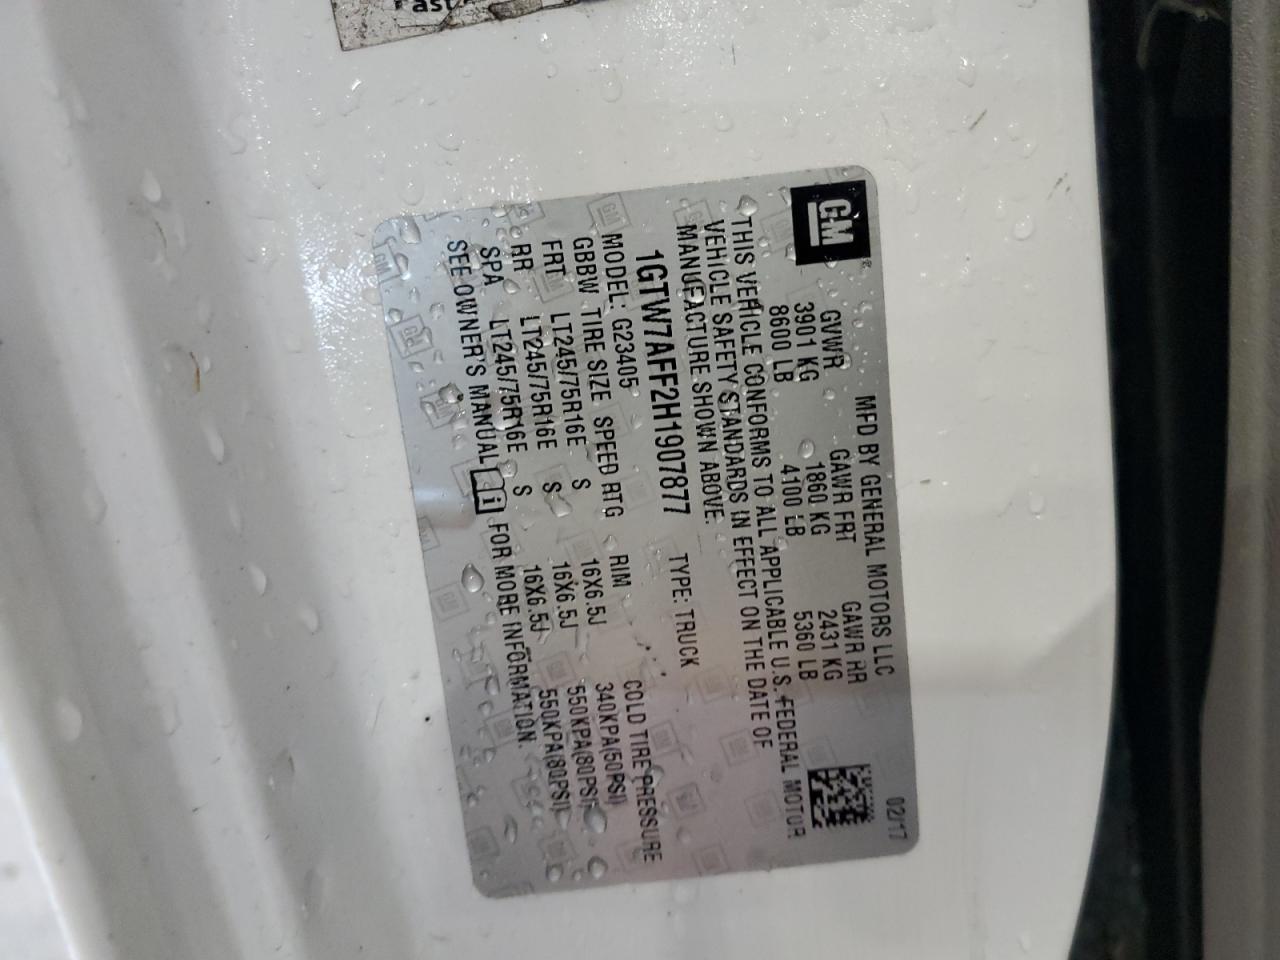 Fast
GM
MFD BY GENERAL MOTORS LLC 02/17
GVWR GAWR FRT GAWR RR
3901 KG 1860 KG 2431 KG
8600 LB 4100 LB 5360 LB
THIS VEHICLE CONFORMS TO ALL APPLICABLE U.S. FEDERAL MOTOR
VEHICLE SAFETY STANDARDS IN EFFECT ON THE DATE OF
MANUFACTURE SHOWN ABOVE.
1GTW7AFF2H1907877 TYPE: TRUCK
MODEL: G23405
GBBW TIRE SIZE SPEED RTG RIM COLD TIRE PRESSURE
FRT LT245/75R16E S 16X6.5J 340KPA(50PSI)
RR LT245/75R16E S 16X6.5J 550KPA(80PSI)
SPA LT245/75R16E S 16X6.5J 550KPA(80PSI)
SEE OWNER'S MANUAL i FOR MORE INFORMATION.